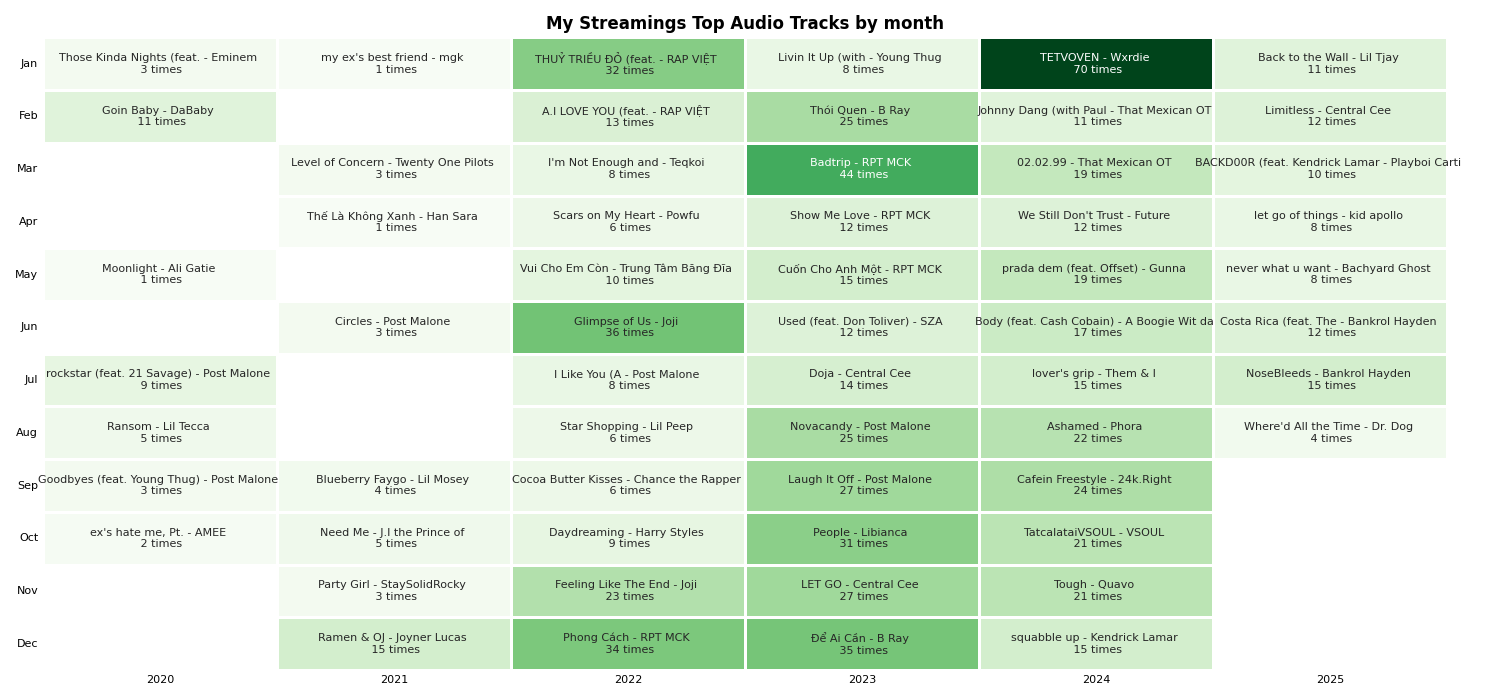 My Streamings Top Audio Tracks by month
Jan
Those Kinda Nights (feat. - Eminem
3 times
my ex's best friend - mgk
1 times
THUỶ TRIỀU ĐỎ (feat. - RAP VIỆT
32 times
Livin It Up (with - Young Thug
8 times
TETVOVEN - Wxrdie
70 times
Back to the Wall - Lil Tjay
11 times
Feb
Goin Baby - DaBaby
11 times
A.I LOVE YOU (feat. - RAP VIỆT
13 times
Thói Quen - B Ray
25 times
Johnny Dang (with Paul - That Mexican OT
11 times
Limitless - Central Cee
12 times
Mar
Level of Concern - Twenty One Pilots
3 times
I'm Not Enough and - Teqkoi
8 times
Badtrip - RPT MCK
44 times
02.02.99 - That Mexican OT
19 times
BACKD00R (feat. Kendrick Lamar - Playboi Carti
10 times
Apr
Thế Là Không Xanh - Han Sara
1 times
Scars on My Heart - Powfu
6 times
Show Me Love - RPT MCK
12 times
We Still Don't Trust - Future
12 times
let go of things - kid apollo
8 times
May
Moonlight - Ali Gatie
1 times
Vui Cho Em Còn - Trung Tâm Băng Đĩa
10 times
Cuốn Cho Anh Một - RPT MCK
15 times
prada dem (feat. Offset) - Gunna
19 times
never what u want - Bachyard Ghost
8 times
Jun
Circles - Post Malone
3 times
Glimpse of Us - Joji
36 times
Used (feat. Don Toliver) - SZA
12 times
Body (feat. Cash Cobain) - A Boogie Wit da
17 times
Costa Rica (feat. The - Bankrol Hayden
12 times
Jul
rockstar (feat. 21 Savage) - Post Malone
9 times
I Like You (A - Post Malone
8 times
Doja - Central Cee
14 times
lover's grip - Them & I
15 times
NoseBleeds - Bankrol Hayden
15 times
Aug
Ransom - Lil Tecca
5 times
Star Shopping - Lil Peep
6 times
Novacandy - Post Malone
25 times
Ashamed - Phora
22 times
Where'd All the Time - Dr. Dog
4 times
Sep
Goodbyes (feat. Young Thug) - Post Malone
3 times
Blueberry Faygo - Lil Mosey
4 times
Cocoa Butter Kisses - Chance the Rapper
6 times
Laugh It Off - Post Malone
27 times
Cafein Freestyle - 24k.Right
24 times
Oct
ex's hate me, Pt. - AMEE
2 times
Need Me - J.I the Prince of
5 times
Daydreaming - Harry Styles
9 times
People - Libianca
31 times
TatcalataiVSOUL - VSOUL
21 times
Nov
Party Girl - StaySolidRocky
3 times
Feeling Like The End - Joji
23 times
LET GO - Central Cee
27 times
Tough - Quavo
21 times
Dec
Ramen & OJ - Joyner Lucas
15 times
Phong Cách - RPT MCK
34 times
Để Ai Cần - B Ray
35 times
squabble up - Kendrick Lamar
15 times
2020
2021
2022
2023
2024
2025